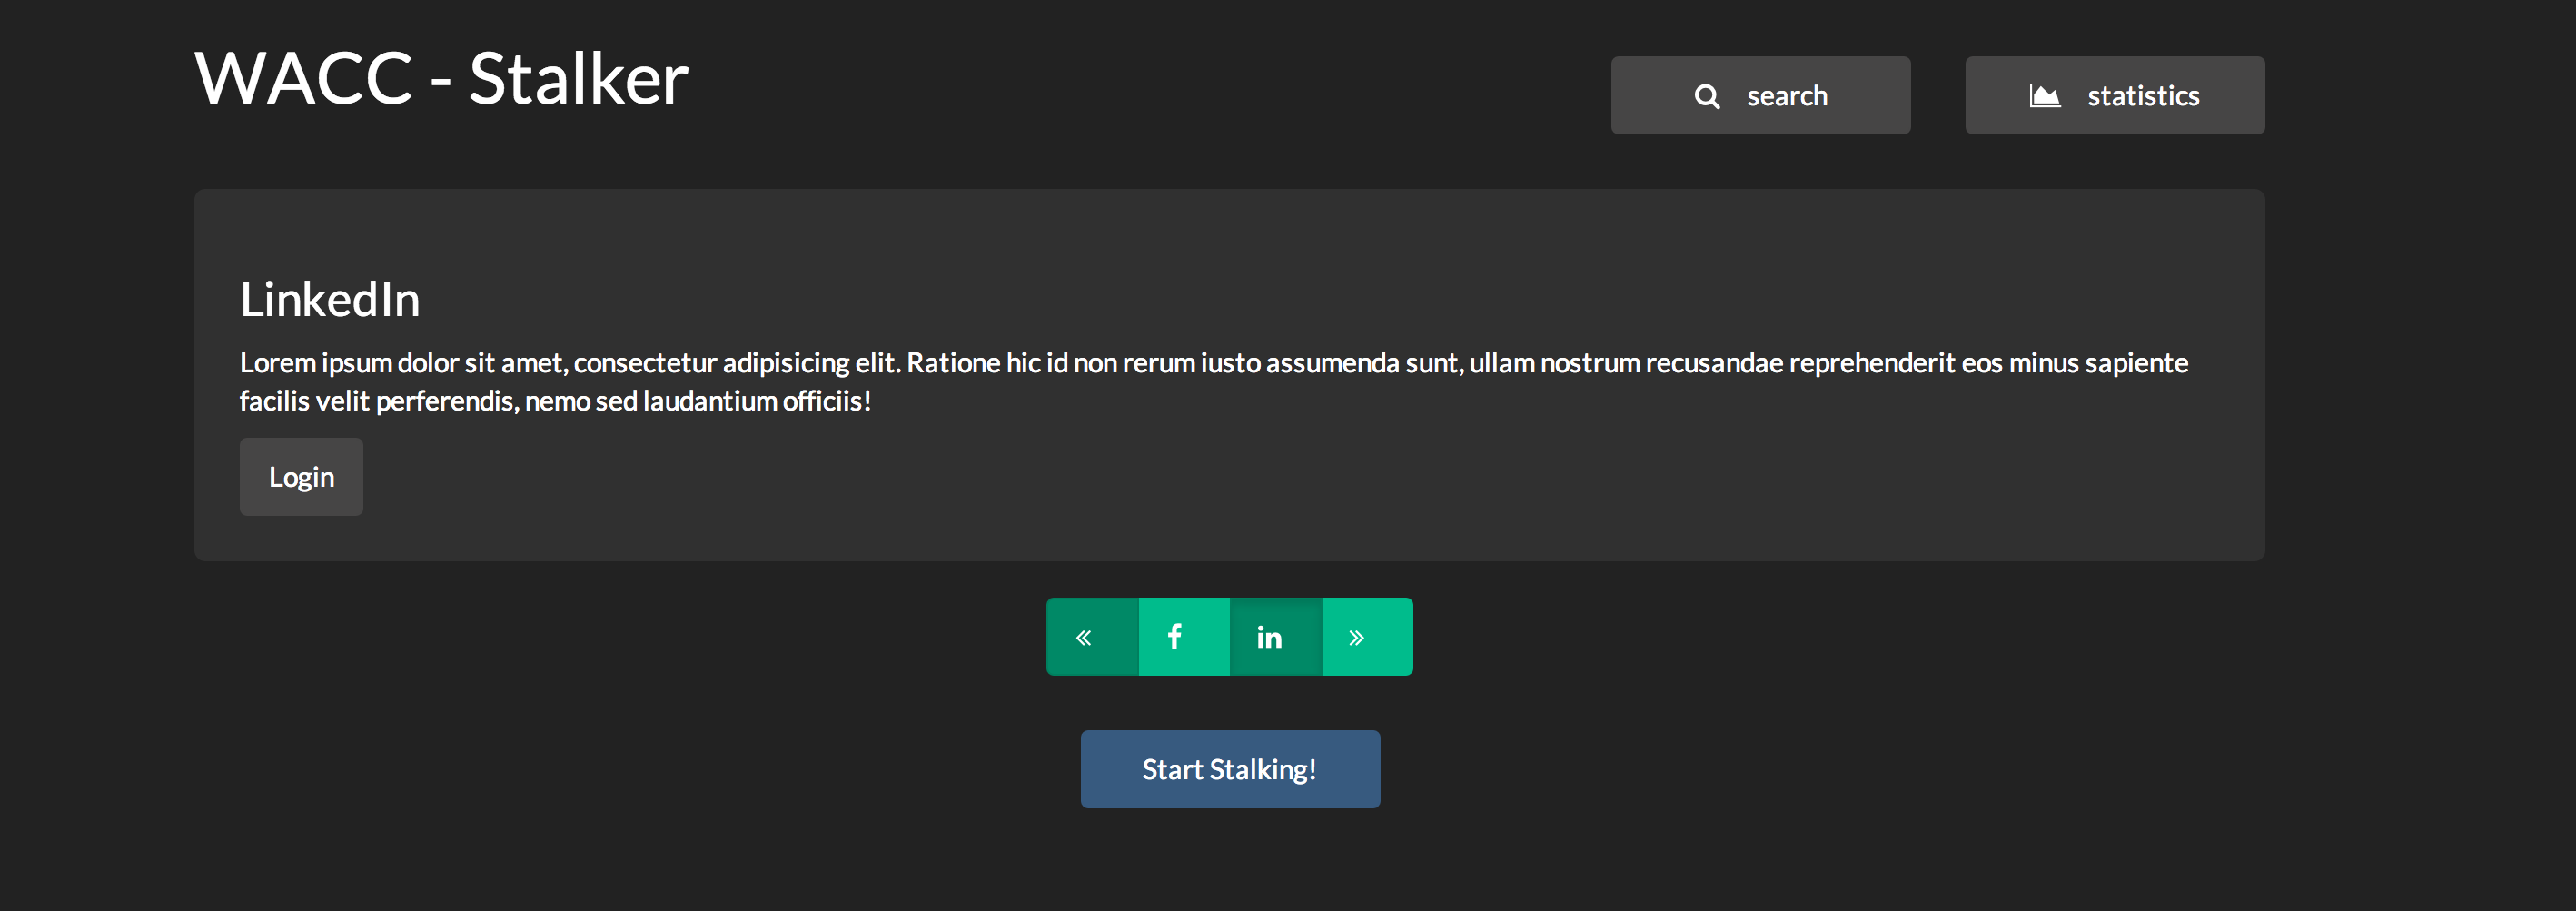 WACC - Stalker
search
statistics
LinkedIn
Lorem ipsum dolor sit amet, consectetur adipisicing elit. Ratione hic id non rerum iusto assumenda sunt, ullam nostrum recusandae reprehenderit eos minus sapiente
facilis velit perferendis, nemo sed laudantium officiis!
Login
« f in »
Start Stalking!